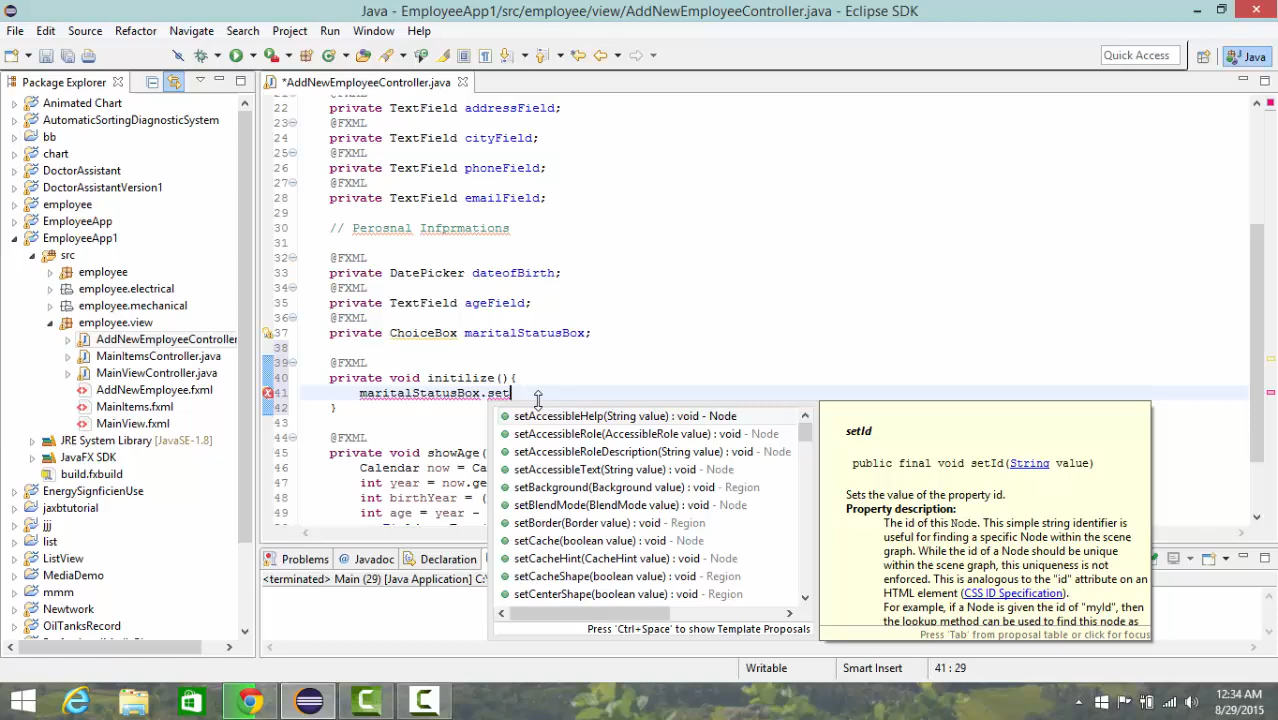 Java - EmployeeApp1/src/employee/view/AddNewEmployeeController.java - Eclipse SDK
File Edit Source Refactor Navigate Search Project Run Window Help
Quick Access
Java
Package Explorer
*AddNewEmployeeController.java
Animated Chart
AutomaticSortingDiagnosticSystem
bb
chart
DoctorAssistant
DoctorAssistantVersion1
employee
EmployeeApp
EmployeeApp1
src
employee
employee.electrical
employee.mechanical
employee.view
AddNewEmployeeController
MainItemsController.java
MainViewController.java
AddNewEmployee.fxml
MainItems.fxml
MainView.fxml
JRE System Library [JavaSE-1.8]
JavaFX SDK
build.fxbuild
EnergySignficienUnit
jaxbtutorial
jjj
list
ListView
MediaDemo
mmm
Newtwork
OilTanksRecord
22 private TextField addressField;
23 @FXML
24 private TextField cityField;
25 @FXML
26 private TextField phoneField;
27 @FXML
28 private TextField emailField;
29
30 // Perosnal Infprmations
31
32 @FXML
33 private DatePicker dateofBirth;
34 @FXML
35 private TextField ageField;
36 @FXML
37 private ChoiceBox maritalStatusBox;
38
39 @FXML
40 private void initilize(){
41 maritalStatusBox.set
42 }
43
44 @FXML
45 private void showAge(
46 Calendar now = Ca
47 int year = now.ge
48 int birthYear = (
49 int age = year -
setAccessibleHelp(String value) : void - Node
setAccessibleRole(AccessibleRole value) : void - Node
setAccessibleRoleDescription(String value) : void - Node
setAccessibleText(String value) : void - Node
setBackground(Background value) : void - Region
setBlendMode(BlendMode value) : void - Node
setBorder(Border value) : void - Region
setCache(boolean value) : void - Node
setCacheHint(CacheHint value) : void - Node
setCacheShape(boolean value) : void - Region
setCenterShape(boolean value) : void - Region
Press 'Ctrl+Space' to show Template Proposals
setId
public final void setId(String value)
Sets the value of the property id.
Property description:
The id of this Node. This simple string identifier is
useful for finding a specific Node within the scene
graph. While the id of a Node should be unique
within the scene graph, this uniqueness is not
enforced. This is analogous to the "id" attribute on an
HTML element (CSS ID Specification).
For example, if a Node is given the id of "myId", then
the lookup method can be used to find this node as
Press 'Tab' from proposal table or click for focus
Problems Javadoc Declaration
<terminated> Main (29) [Java Application] C:\
Writable Smart Insert 41 : 29
12:34 AM
8/29/2015